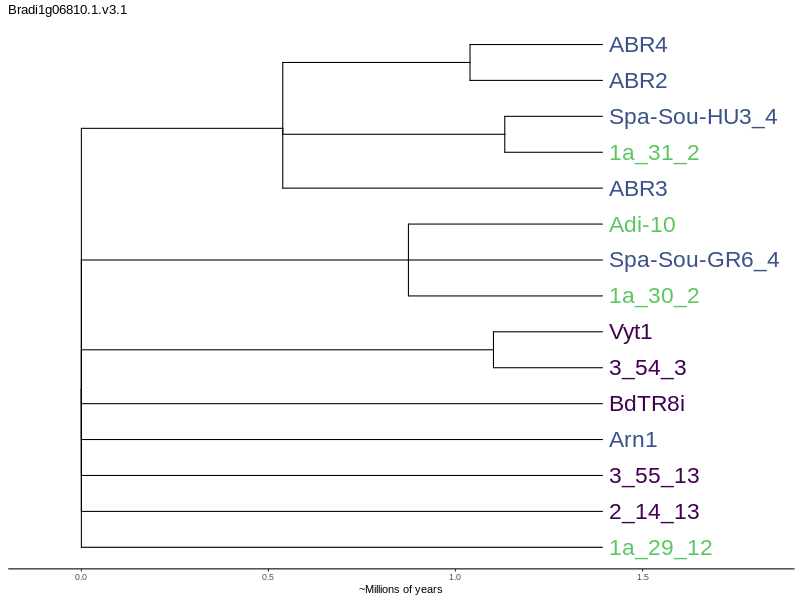 Bradi1g06810.1.v3.1
ABR4
ABR2
Spa-Sou-HU3_4
1a_31_2
ABR3
Adi-10
Spa-Sou-GR6_4
1a_30_2
Vyt1
3_54_3
BdTR8i
Arn1
3_55_13
2_14_13
1a_29_12
0.0 0.5 1.0 1.5
~Millions of years